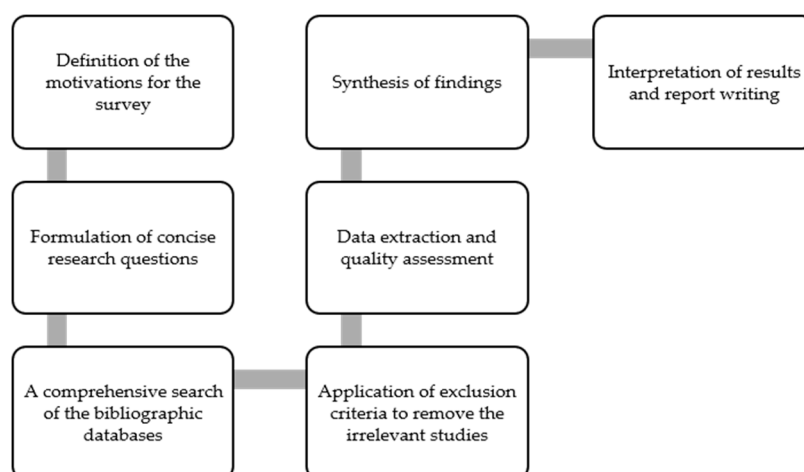 Definition of the
motivations for the
survey
Formulation of concise
research questions
A comprehensive search
of the bibliographic
databases
Application of exclusion
criteria to remove the
irrelevant studies
Data extraction and
quality assessment
Synthesis of findings
Interpretation of results
and report writing